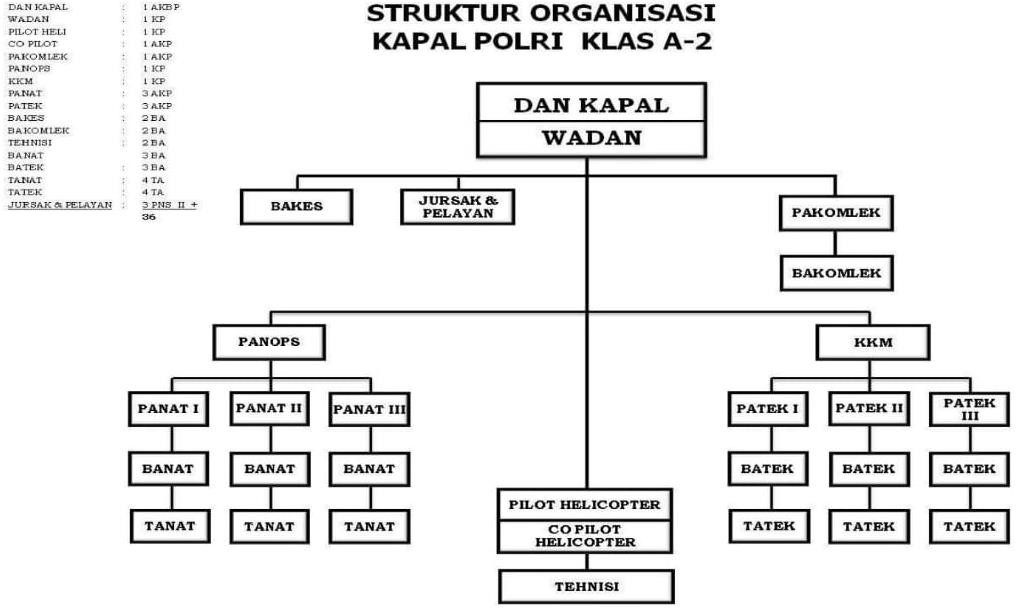 DAN KAPAL : 1 AKBP
WADAN : 1 KP
PILOT HELI : 1 KP
CO PILOT : 1 AKP
PAKOMLEK : 1 AKP
PANOPS : 1 KP
KKM : 1 KP
PANAT : 3 AKP
PATEK : 3 AKP
BAKES : 2 BA
BAKOMLEK : 2 BA
TEHNISI : 2 BA
BANAT 3 BA
BATEK : 3 BA
TANAT : 4 TA
TATEK : 4 TA
JURSAK & PELAYAN : 3 PNS II +
36
STRUKTUR ORGANISASI
KAPAL POLRI KLAS A-2
DAN KAPAL
WADAN
BAKES
JURSAK &
PELAYAN
PAKOMLEK
BAKOMLEK
PANOPS
KKM
PANAT I
PANAT II
PANAT III
PATEK I
PATEK II
PATEK
III
BANAT
BANAT
BANAT
BATEK
BATEK
BATEK
TANAT
TANAT
TANAT
TATEK
TATEK
TATEK
PILOT HELICOPTER
CO PILOT
HELICOPTER
TEHNISI